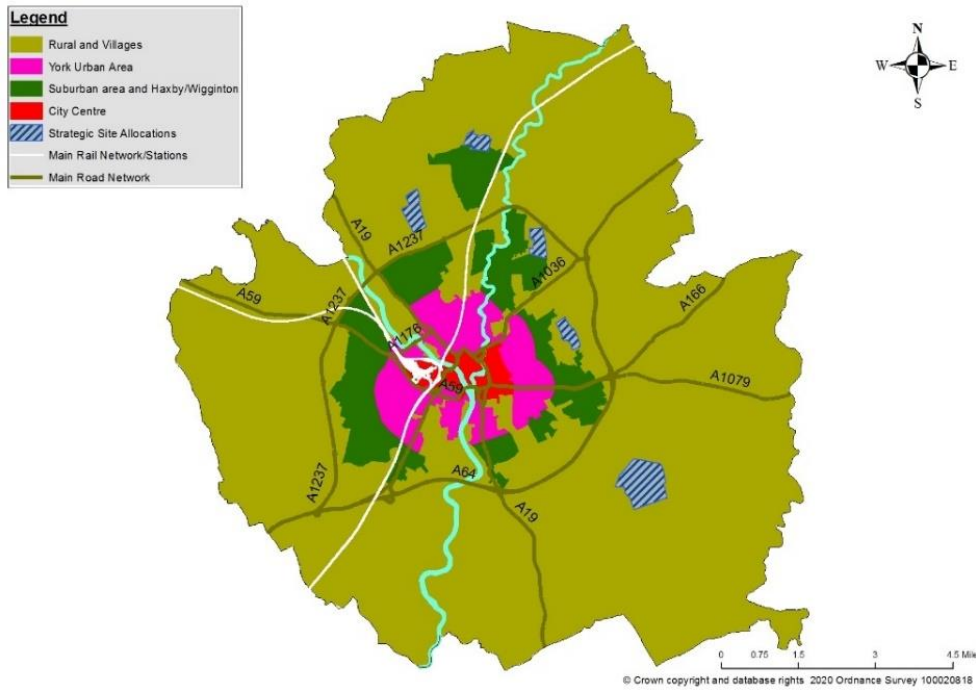 Legend
Rural and Villages
York Urban Area
Suburban area and Haxby/Wigginton
City Centre
Strategic Site Allocations
Main Rail Network/Stations
Main Road Network
N
W E
S
A19
A1237
A1036
A59
A1237
A166
A1176
A59
A1079
A1237
A64
A19
0 0.75 1.5 3 4.5 Mile
© Crown copyright and database rights 2020 Ordnance Survey 100020818